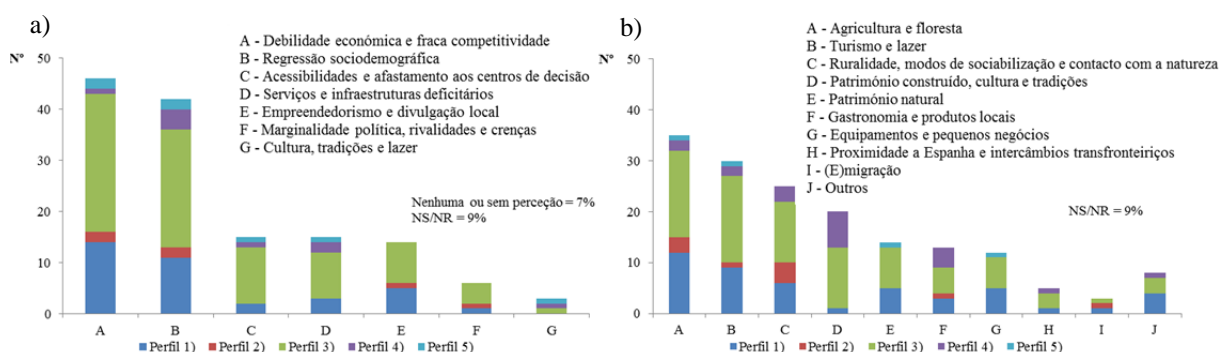 a)
Nº
A - Debilidade económica e fraca competitividade
B - Regressão sociodemográfica
C - Acessibilidades e afastamento aos centros de decisão
D - Serviços e infraestruturas deficitários
E - Empreendedorismo e divulgação local
F - Marginalidade política, rivalidades e crenças
G - Cultura, tradições e lazer
Nenhuma ou sem perceção = 7%
NS/NR = 9%
50
40
30
20
10
0
A B C D E F G
Perfil 1) Perfil 2) Perfil 3) Perfil 4) Perfil 5)
b)
Nº
A - Agricultura e floresta
B - Turismo e lazer
C - Ruralidade, modos de sociabilização e contacto com a natureza
D - Património construído, cultura e tradições
E - Património natural
F - Gastronomia e produtos locais
G - Equipamentos e pequenos negócios
H - Proximidade a Espanha e intercâmbios transfronteiriços
I - (E)migração
J - Outros
NS/NR = 9%
50
40
30
20
10
0
A B C D E F G H I J
Perfil 1) Perfil 2) Perfil 3) Perfil 4) Perfil 5)